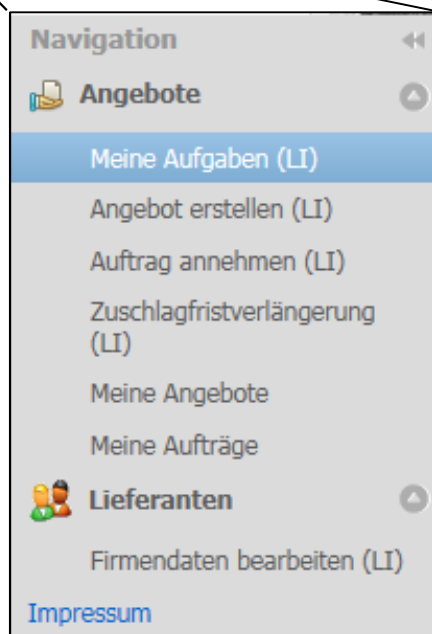 Navigation
Angebote
Meine Aufgaben (LI)
Angebot erstellen (LI)
Auftrag annehmen (LI)
Zuschlagfristverlängerung
(LI)
Meine Angebote
Meine Aufträge
Lieferanten
Firmendaten bearbeiten (LI)
Impressum